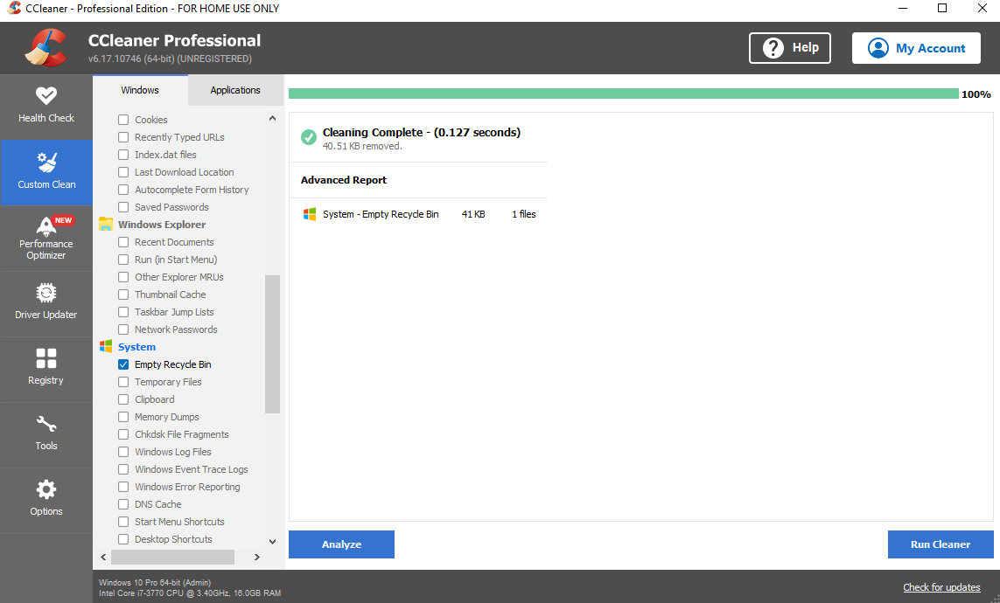 CCleaner - Professional Edition - FOR HOME USE ONLY
CCleaner Professional
v6.17.10746 (64-bit) (UNREGISTERED)
Help
My Account
Health Check
Custom Clean
NEW
Performance
Optimizer
Driver Updater
Registry
Tools
Options
Windows
Applications
Cookies
Recently Typed URLs
Index.dat files
Last Download Location
Autocomplete Form History
Saved Passwords
Windows Explorer
Recent Documents
Run (in Start Menu)
Other Explorer MRUs
Thumbnail Cache
Taskbar Jump Lists
Network Passwords
System
Empty Recycle Bin
Temporary Files
Clipboard
Memory Dumps
Chkdsk File Fragments
Windows Log Files
Windows Event Trace Logs
Windows Error Reporting
DNS Cache
Start Menu Shortcuts
Desktop Shortcuts
100%
Cleaning Complete - (0.127 seconds)
40.51 KB removed.
Advanced Report
System - Empty Recycle Bin 41 KB 1 files
Analyze
Run Cleaner
Windows 10 Pro 64-bit (Admin)
Intel Core i7-3770 CPU @ 3.40GHz, 16.0GB RAM
Check for updates